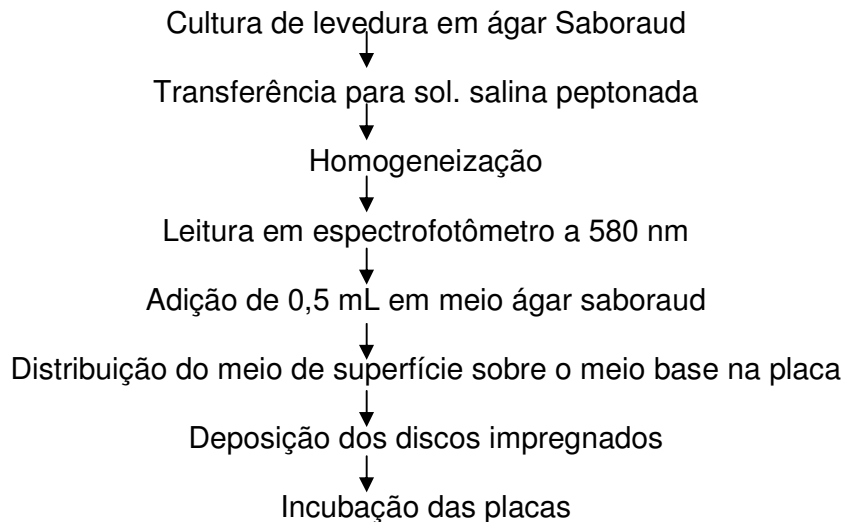 Cultura de levedura em ágar Saboraud
Transferência para sol. salina peptonada
Homogeneização
Leitura em espectrofotômetro a 580 nm
Adição de 0,5 mL em meio ágar saboraud
Distribuição do meio de superfície sobre o meio base na placa
Deposição dos discos impregnados
Incubação das placas